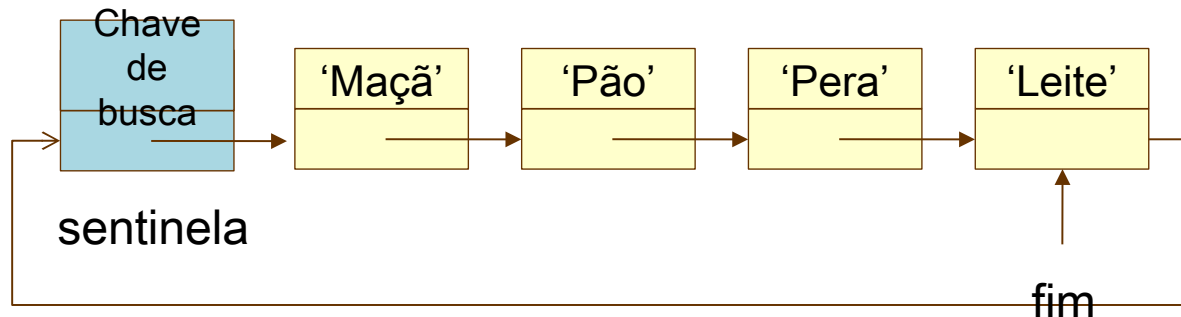 Chave
de
busca
‘Maçã’
‘Pão’
‘Pera’
‘Leite’
sentinela
fim